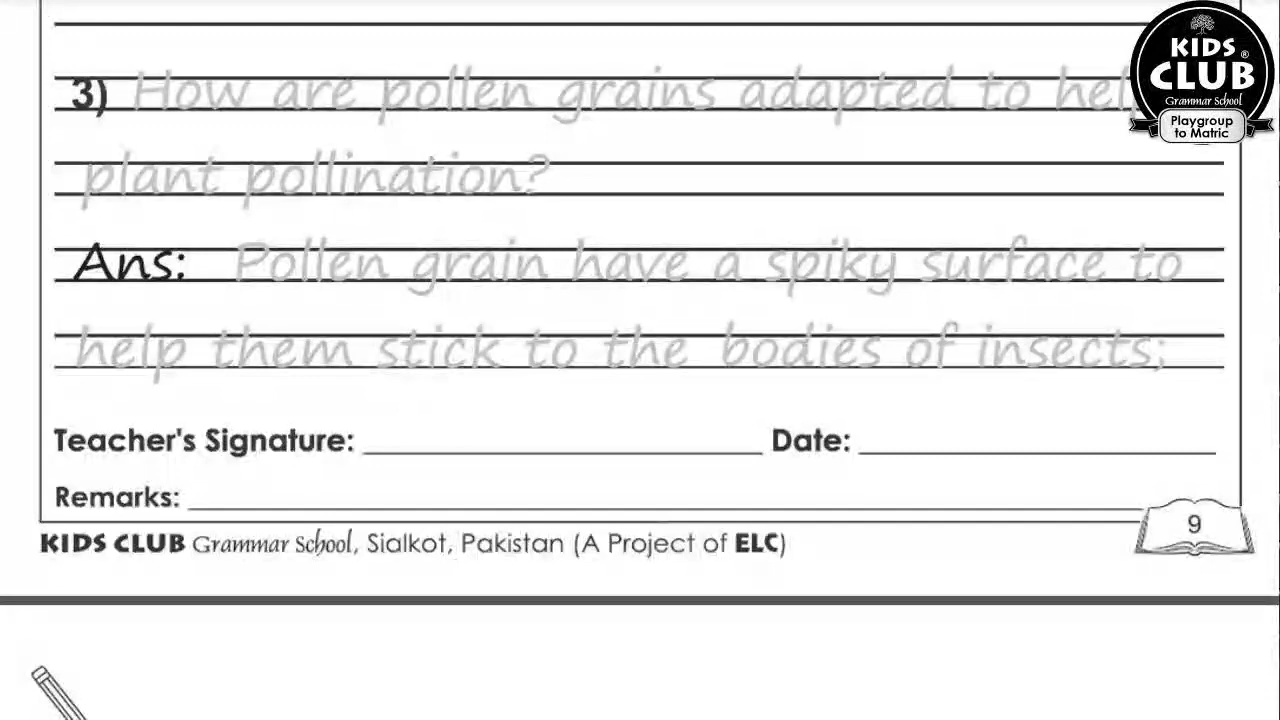 KIDS
CLUB
Grammar School
Playgroup
to Matric
3) How are pollen grains adapted to help
plant pollination?
Ans: Pollen grain have a spiky surface to
help them stick to the bodies of insects;
Teacher's Signature: Date:
Remarks:
9
KIDS CLUB Grammar School, Sialkot, Pakistan (A Project of ELC)